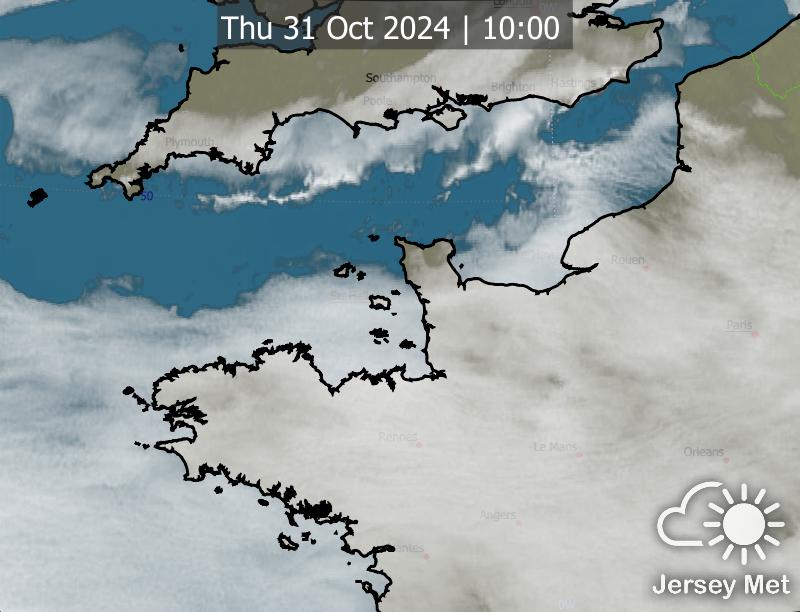 London
Thu 31 Oct 2024 | 10:00
Southampton
Brighton
Hastings
Poole
Plymouth
50
Rouen
Paris
Rennes
Le Mans
Orleans
Angers
Nantes
0W
Jersey Met